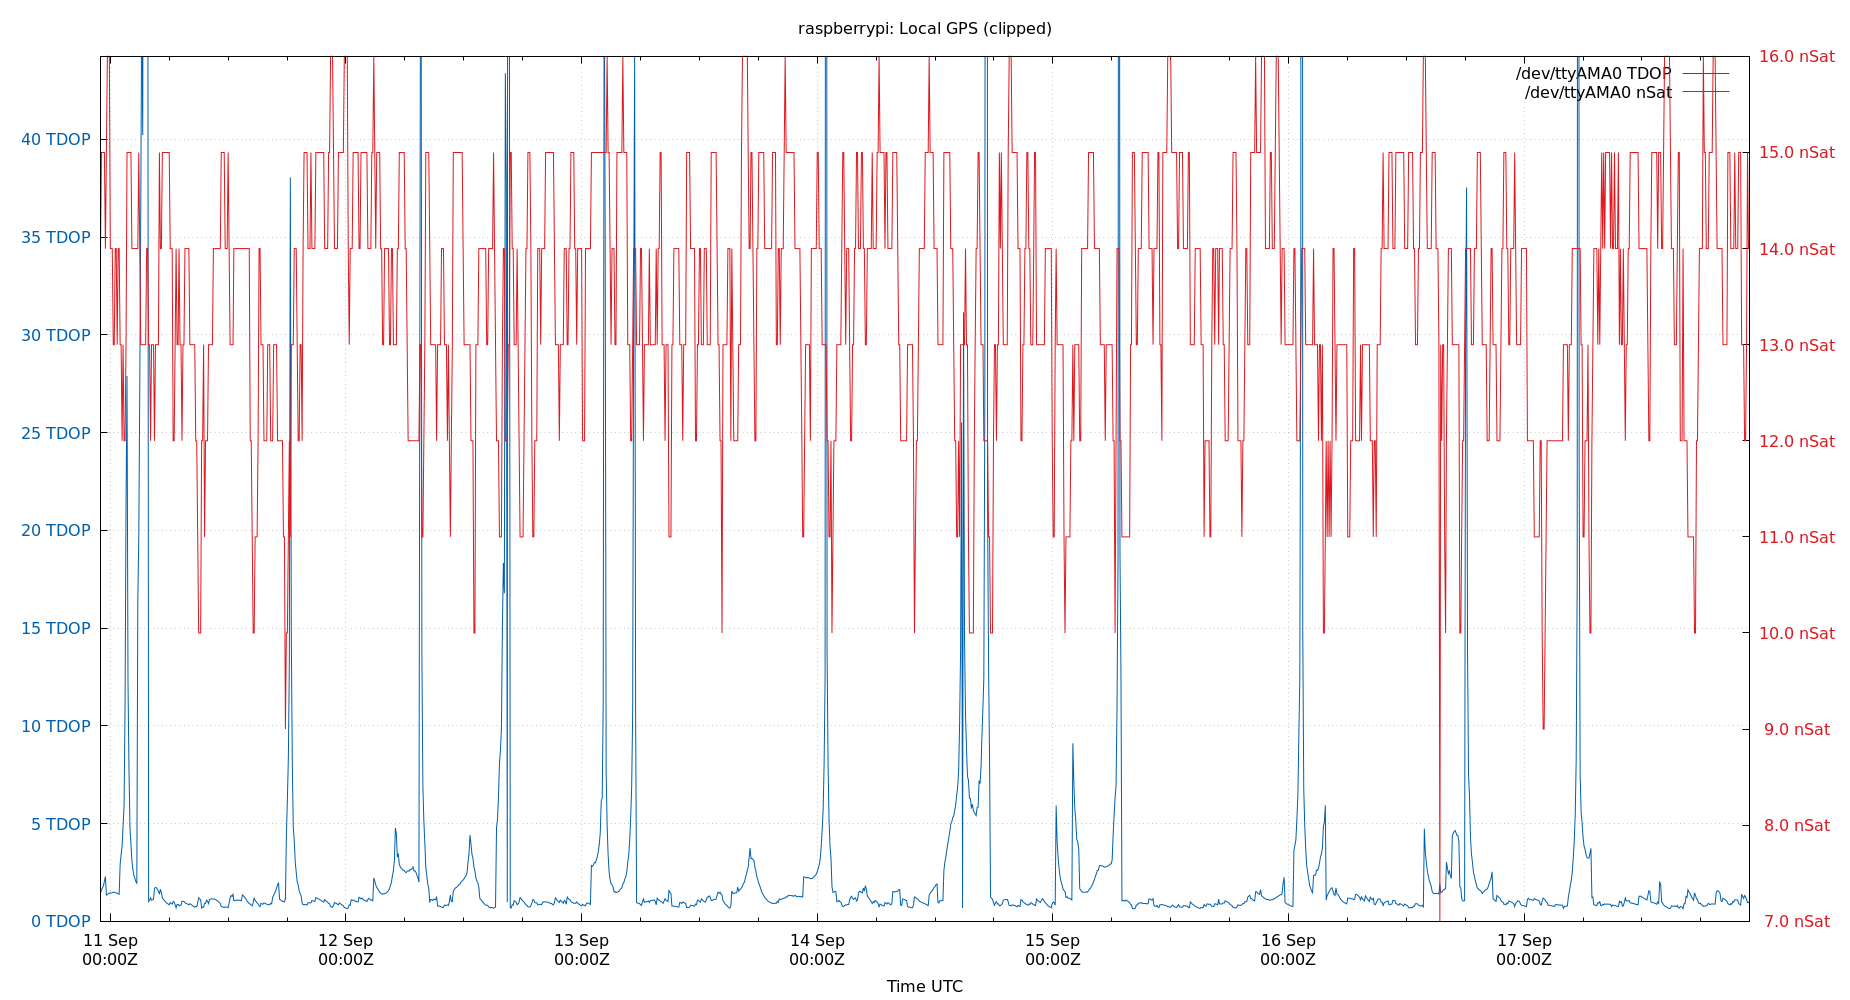 raspberrypi: Local GPS (clipped)
/dev/ttyAMA0 TDOP
/dev/ttyAMA0 nSat
40 TDOP
35 TDOP
30 TDOP
25 TDOP
20 TDOP
15 TDOP
10 TDOP
5 TDOP
0 TDOP
16.0 nSat
15.0 nSat
14.0 nSat
13.0 nSat
12.0 nSat
11.0 nSat
10.0 nSat
9.0 nSat
8.0 nSat
7.0 nSat
11 Sep
00:00Z
12 Sep
00:00Z
13 Sep
00:00Z
14 Sep
00:00Z
15 Sep
00:00Z
16 Sep
00:00Z
17 Sep
00:00Z
Time UTC